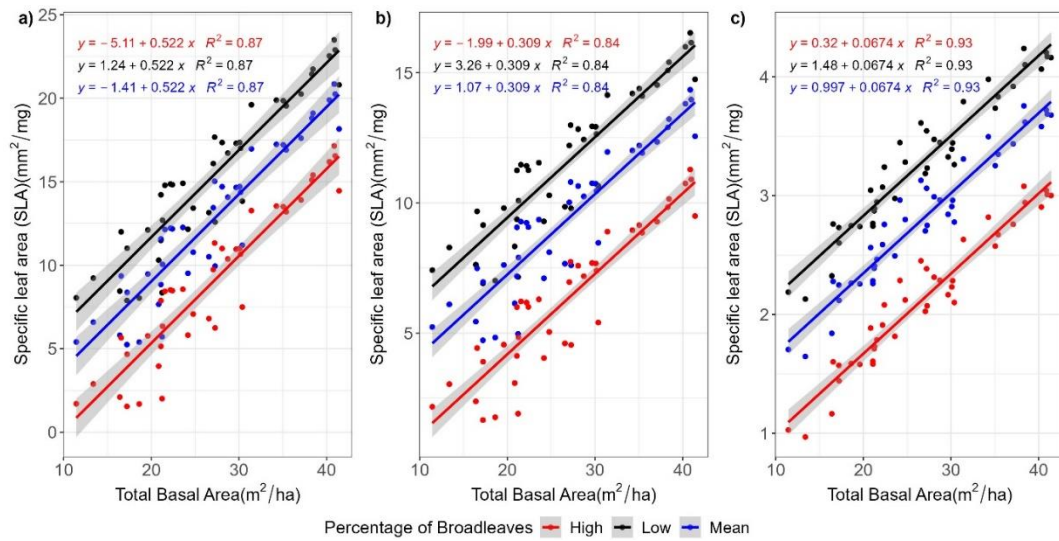 a)
y = − 5.11 + 0.522 x R² = 0.87
y = 1.24 + 0.522 x R² = 0.87
y = − 1.41 + 0.522 x R² = 0.87
Specific leaf area (SLA)(mm²/mg)
25
20
15
10
5
0
10 20 30 40
Total Basal Area(m²/ha)
b)
y = − 1.99 + 0.309 x R² = 0.84
y = 3.26 + 0.309 x R² = 0.84
y = 1.07 + 0.309 x R² = 0.84
Specific leaf area (SLA)(mm²/mg)
15
10
5
10 20 30 40
Total Basal Area(m²/ha)
c)
y = 0.32 + 0.0674 x R² = 0.93
y = 1.48 + 0.0674 x R² = 0.93
y = 0.997 + 0.0674 x R² = 0.93
Specific leaf area (SLA)(mm²/mg)
4
3
2
1
10 20 30 40
Total Basal Area(m²/ha)
Percentage of Broadleaves High Low Mean